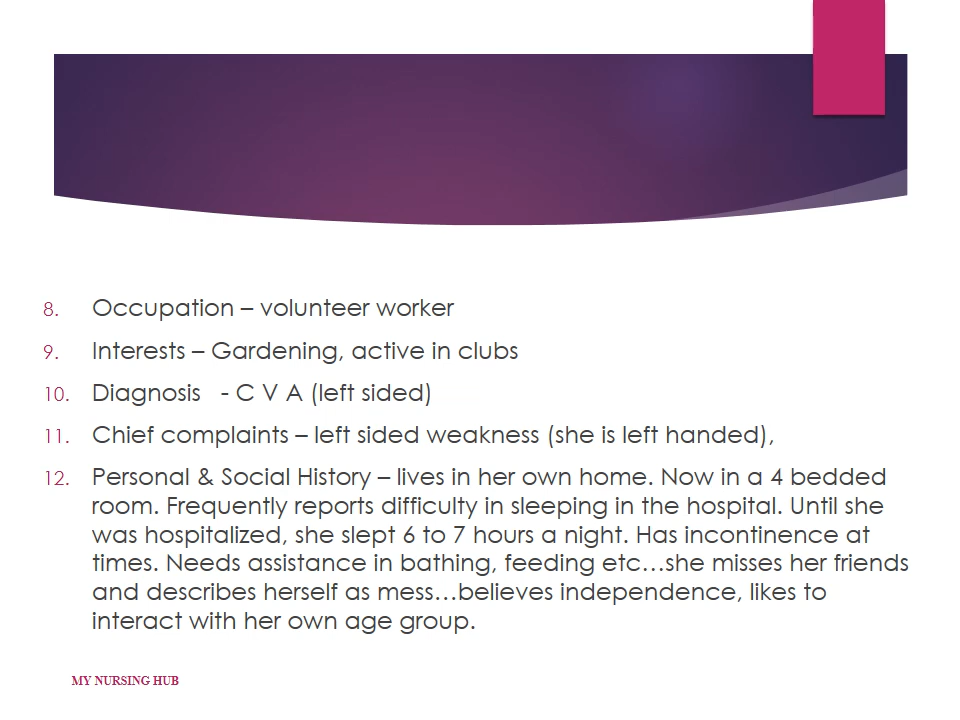 8. Occupation – volunteer worker
9. Interests – Gardening, active in clubs
10. Diagnosis - C V A (left sided)
11. Chief complaints – left sided weakness (she is left handed),
12. Personal & Social History – lives in her own home. Now in a 4 bedded
room. Frequently reports difficulty in sleeping in the hospital. Until she
was hospitalized, she slept 6 to 7 hours a night. Has incontinence at
times. Needs assistance in bathing, feeding etc…she misses her friends
and describes herself as mess…believes independence, likes to
interact with her own age group.
MY NURSING HUB